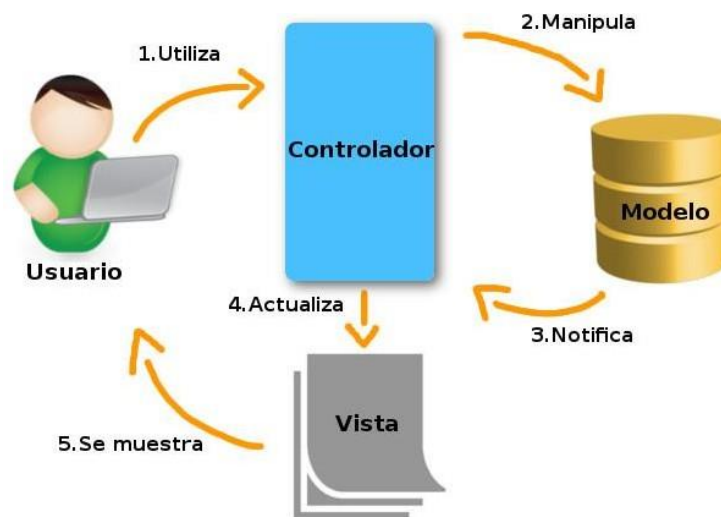 1.Utiliza
2.Manipula
Controlador
Modelo
Usuario
4.Actualiza
3.Notifica
Vista
5.Se muestra